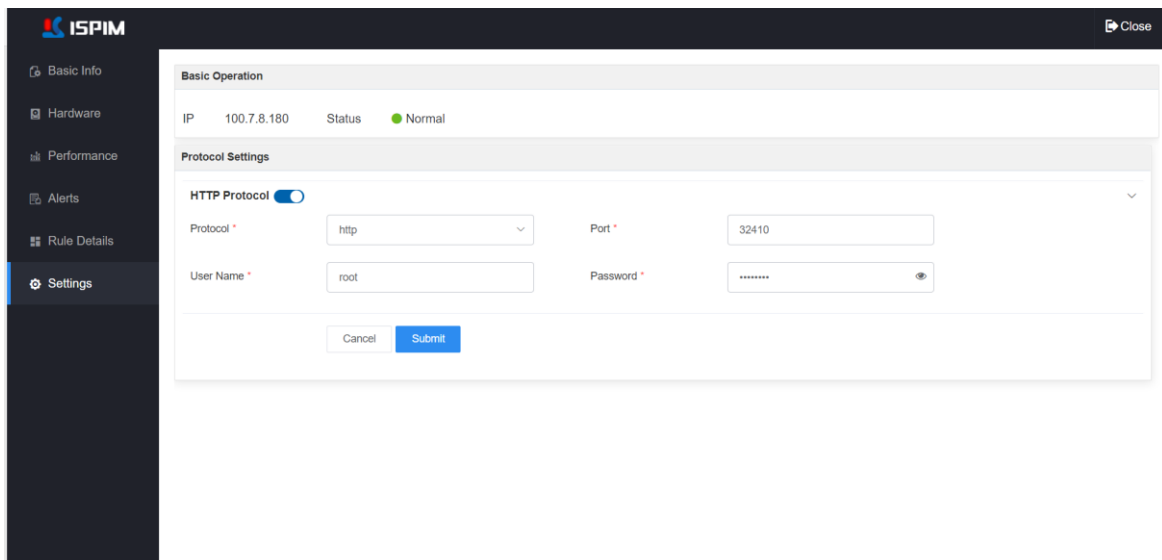 ISPIM
Close
Basic Info
Hardware
Performance
Alerts
Rule Details
Settings
Basic Operation
IP 100.7.8.180 Status Normal
Protocol Settings
HTTP Protocol
Protocol * http Port * 32410
User Name * root Password * ••••••••
Cancel Submit